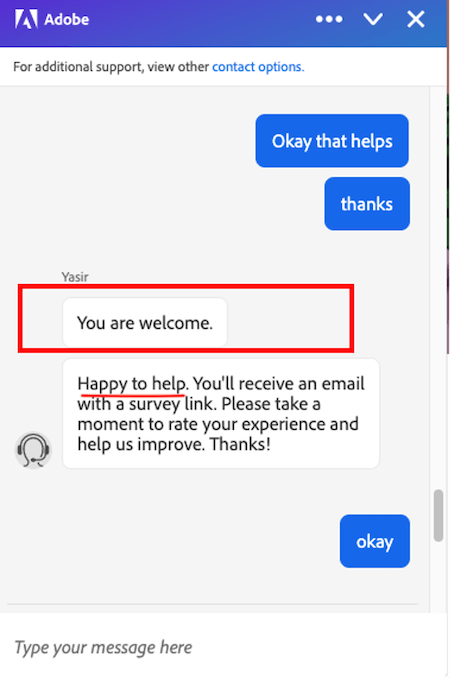 Adobe
For additional support, view other contact options.
Okay that helps
thanks
Yasir
You are welcome.
Happy to help. You'll receive an email
with a survey link. Please take a
moment to rate your experience and
help us improve. Thanks!
okay
Type your message here